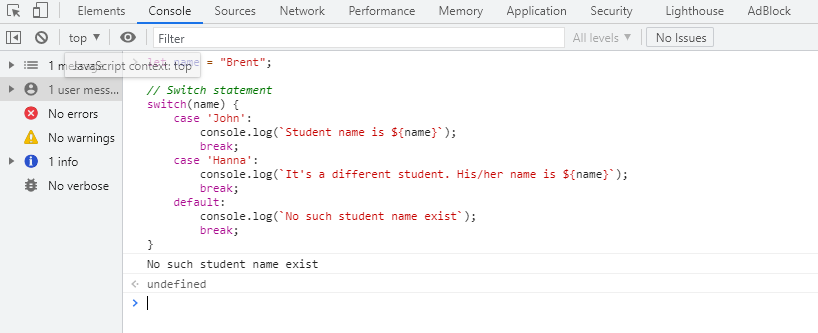 Elements Console Sources Network Performance Memory Application Security Lighthouse AdBlock
top ▼ Filter All levels ▼ No Issues
1 me
JavaScript context: top
1 user mess...
No errors
No warnings
1 info
No verbose
let name = "Brent";
// Switch statement
switch(name) {
case 'John':
console.log(`Student name is ${name}`);
break;
case 'Hanna':
console.log(`It's a different student. His/her name is ${name}`);
break;
default:
console.log(`No such student name exist`);
break;
}
No such student name exist
undefined